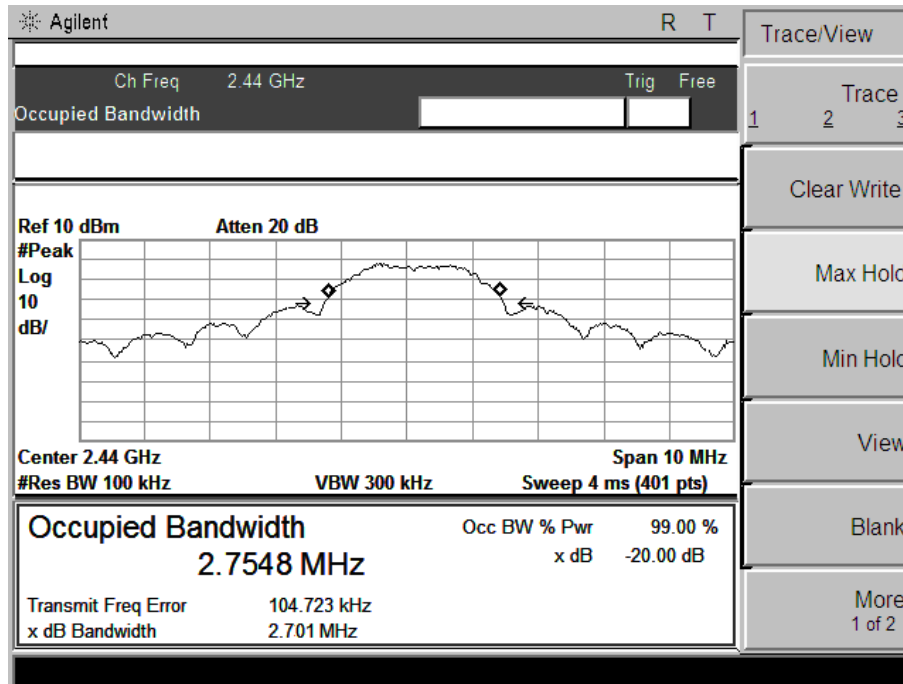 Agilent R T
Ch Freq 2.44 GHz Trig Free
Occupied Bandwidth
Ref 10 dBm Atten 20 dB
#Peak
Log
10
dB/
Center 2.44 GHz Span 10 MHz
#Res BW 100 kHz VBW 300 kHz Sweep 4 ms (401 pts)
Occupied Bandwidth
2.7548 MHz
Occ BW % Pwr 99.00 %
x dB -20.00 dB
Transmit Freq Error 104.723 kHz
x dB Bandwidth 2.701 MHz
Trace/View
Trace
1 2 3
Clear Write
Max Hold
Min Hold
View
Blank
More
1 of 2